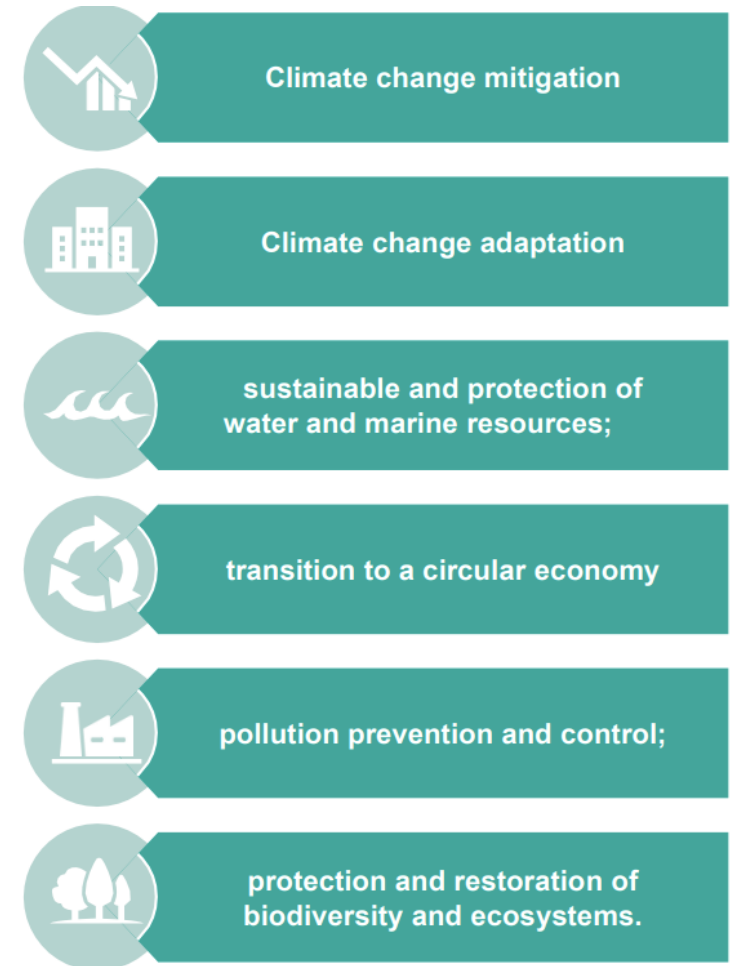 Climate change mitigation
Climate change adaptation
sustainable and protection of
water and marine resources;
transition to a circular economy
pollution prevention and control;
protection and restoration of
biodiversity and ecosystems.